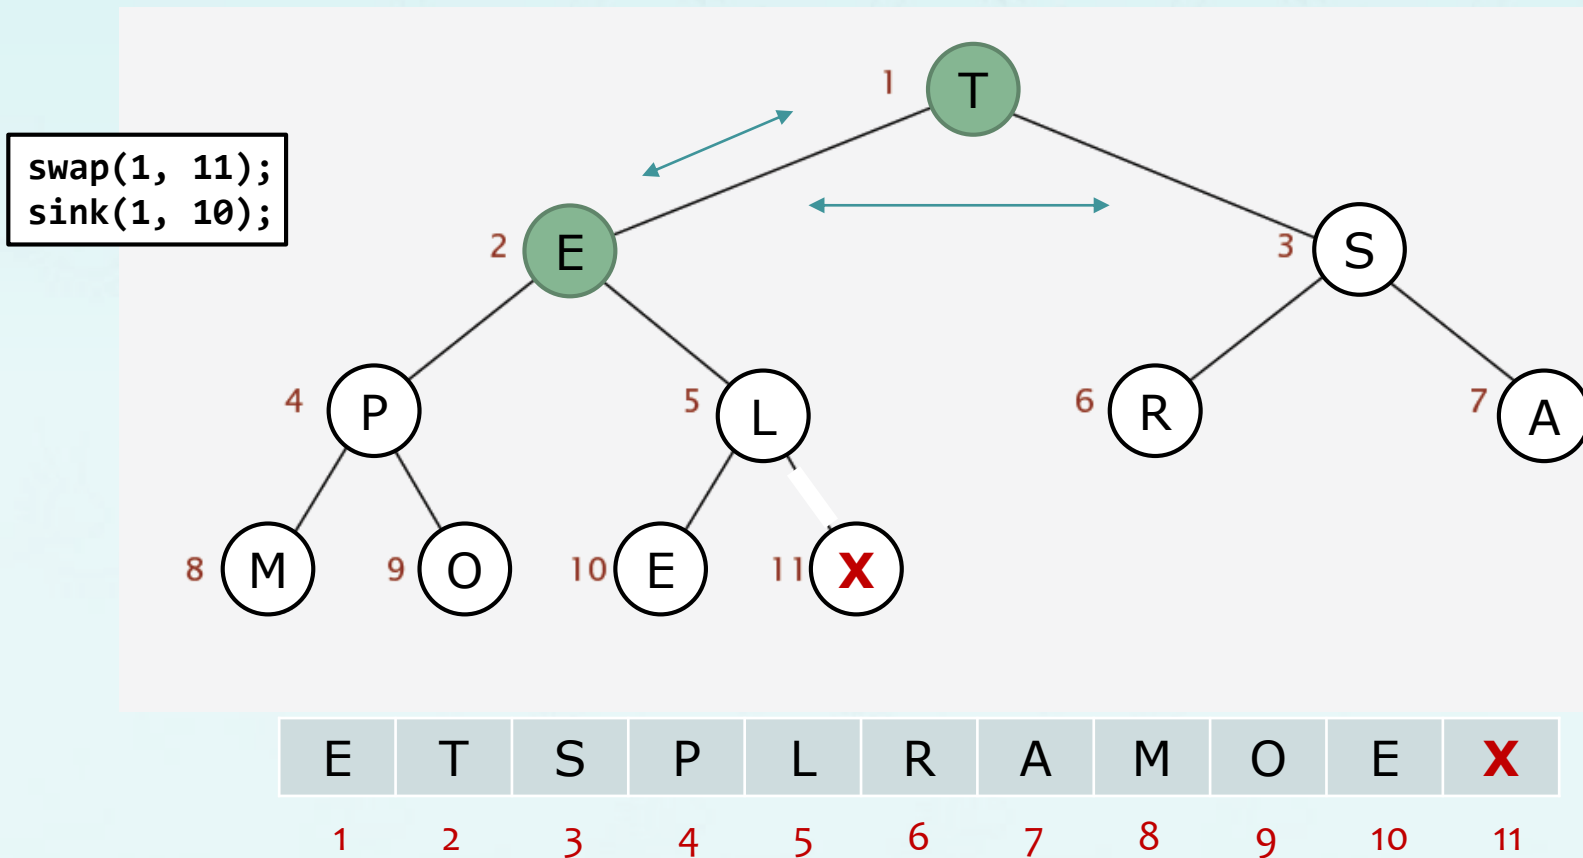 1 T
swap(1, 11);
sink(1, 10);
2 E 3 S
4 P 5 L 6 R 7 A
8 M 9 O 10 E 11 X
E T S P L R A M O E X
1 2 3 4 5 6 7 8 9 10 11